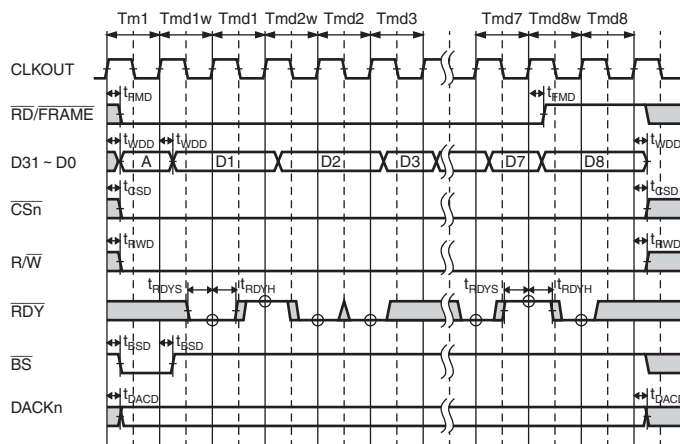 Tm1 Tmd1w Tmd1 Tmd2w Tmd2 Tmd3 Tmd7 Tmd8w Tmd8
CLKOUT
tFMD tFMD
RD/FRAME
tWDD tWDD tWDD
D31 ~ D0 A D1 D2 D3 D7 D8
tCSD tCSD
CSn
tRWD tRWD
R/W
tRDYS tRDYH tRDYS tRDYH
RDY
tBSD tBSD
BS
tDACD tDACD
DACKn